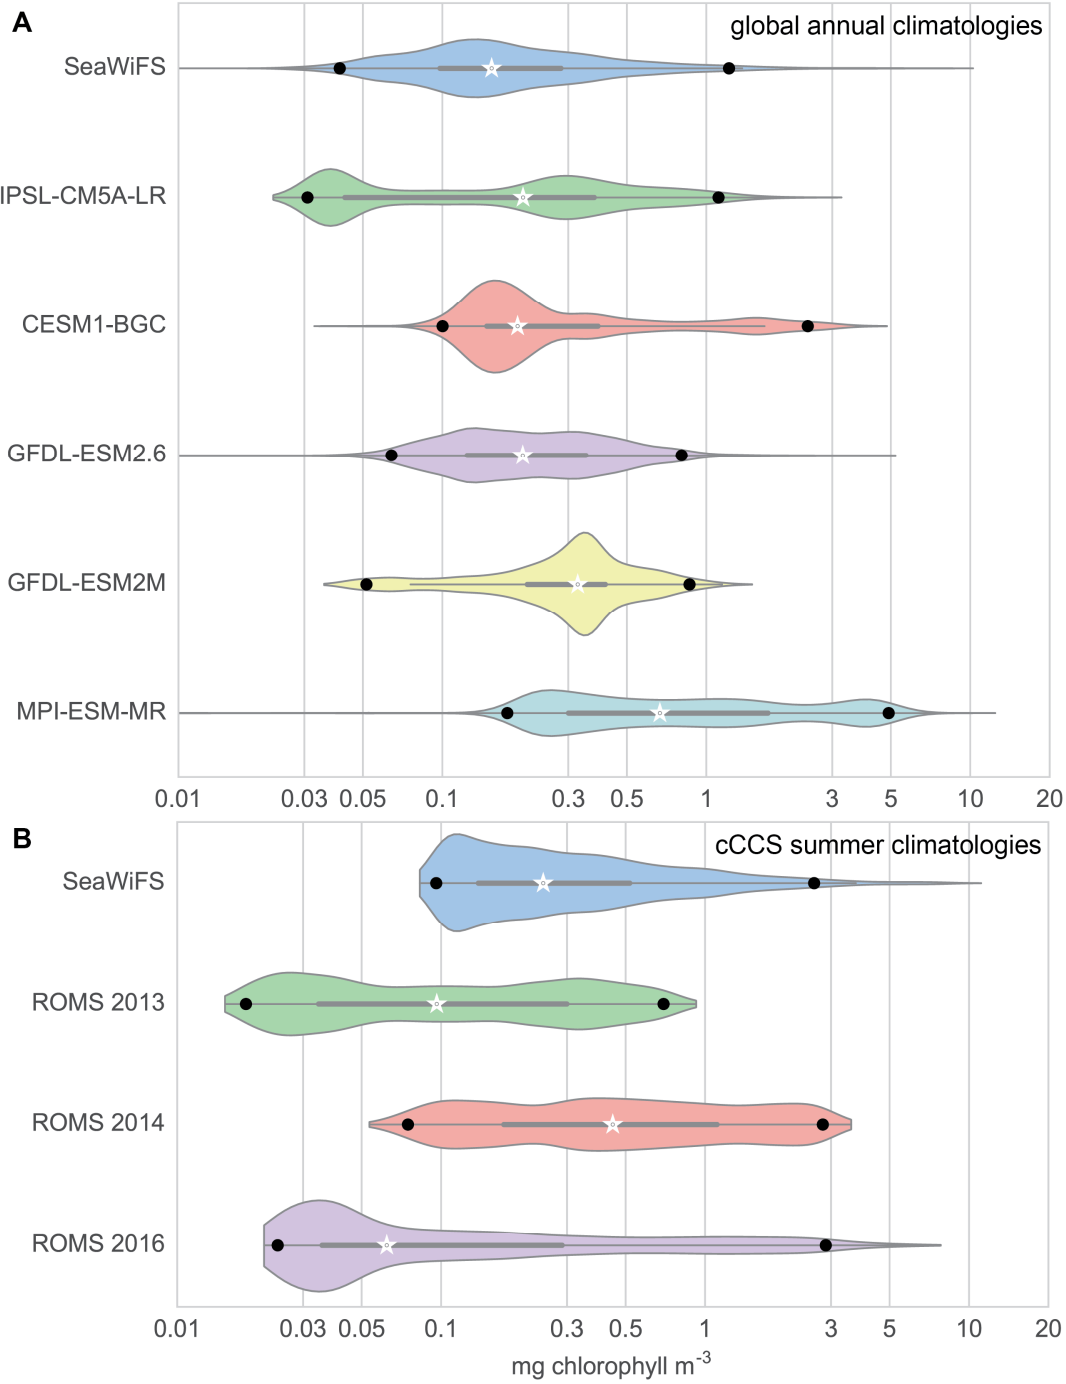 A
global annual climatologies
SeaWiFS
IPSL-CM5A-LR
CESM1-BGC
GFDL-ESM2.6
GFDL-ESM2M
MPI-ESM-MR
0.01 0.03 0.05 0.1 0.3 0.5 1 3 5 10 20
B
cCCS summer climatologies
SeaWiFS
ROMS 2013
ROMS 2014
ROMS 2016
0.01 0.03 0.05 0.1 0.3 0.5 1 3 5 10 20
mg chlorophyll m⁻³